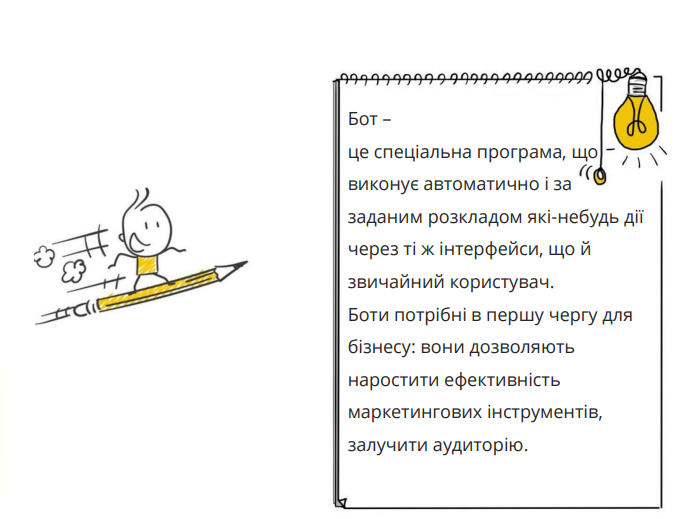 Бот –
це спеціальна програма, що
виконує автоматично і за
заданим розкладом які-небудь дії
через ті ж інтерфейси, що й
звичайний користувач.
Боти потрібні в першу чергу для
бізнесу: вони дозволяють
наростити ефективність
маркетингових інструментів,
залучити аудиторію.